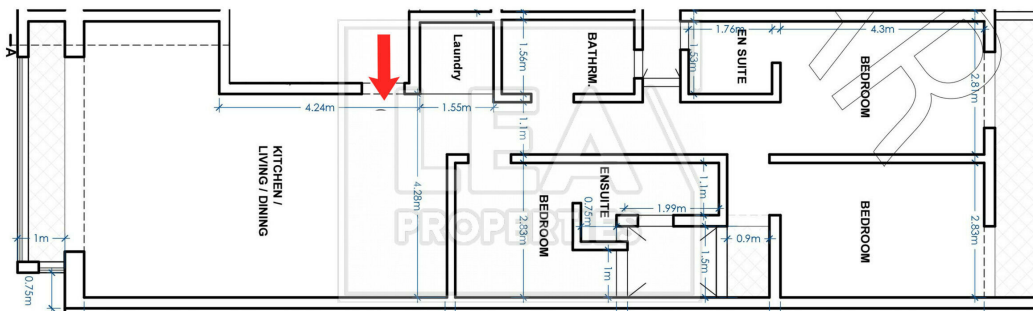 A
1.56m
Laundry
BATHRM.
1.76m
EN SUITE
1.53m
4.3m
BEDROOM
2.81m
4.24m
1.55m
1.1m
KITCHEN /
LIVING / DINING
4.28m
LEA
PROPERTIES
2.83m
BEDROOM
ENSUITE
0.75m
1.99m
1.1m
1m
1.5m
0.9m
BEDROOM
2.83m
1m
0.75m
R